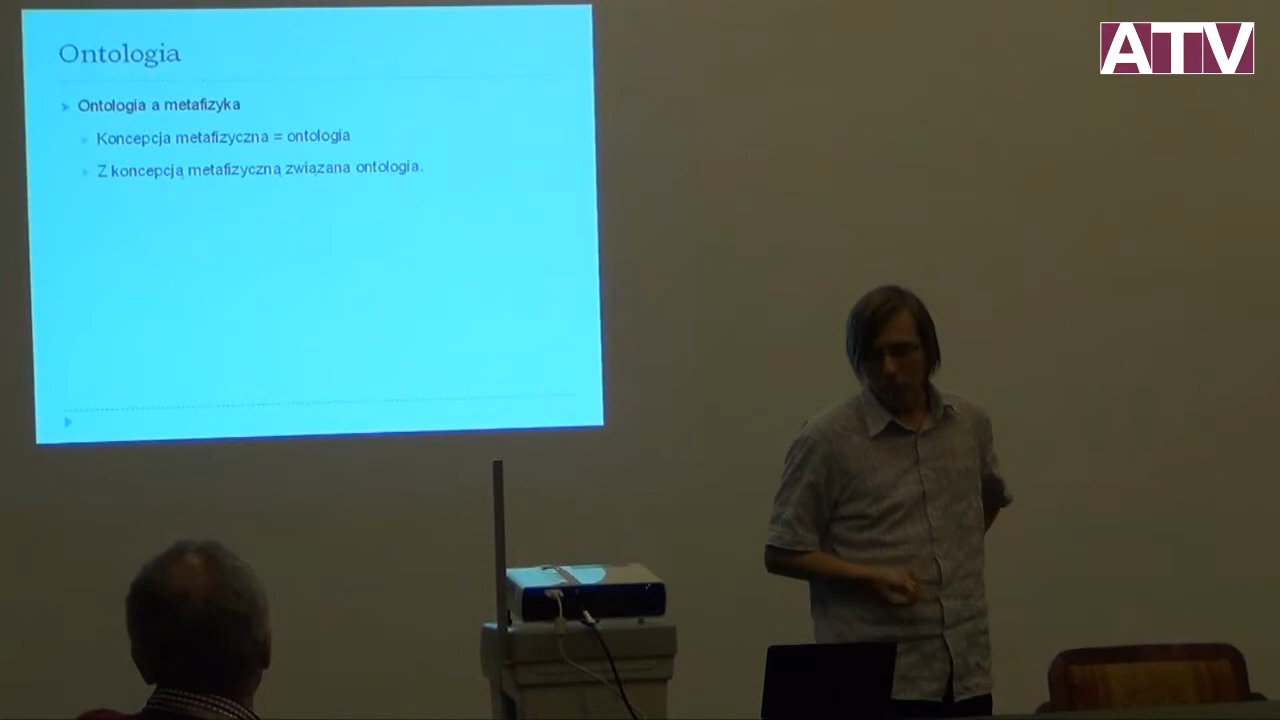 Ontologia
Ontologia a metafizyka
Koncepcja metafizyczna = ontologia
Z koncepcją metafizyczną związana ontologia.
ATV